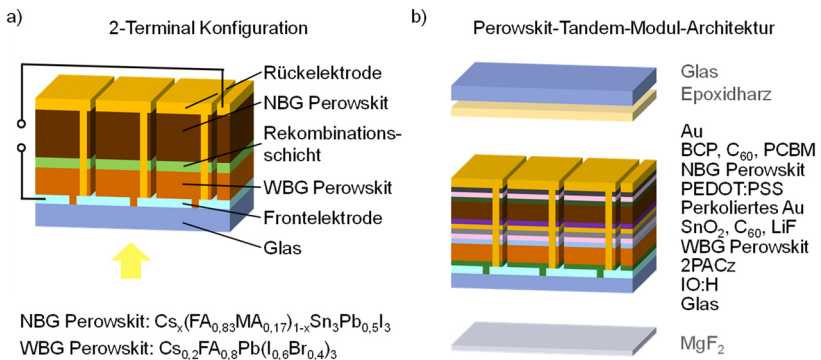 a)
2-Terminal Konfiguration
Rückelektrode
NBG Perowskit
Rekombinations-
schicht
WBG Perowskit
Frontelektrode
Glas
NBG Perowskit: Csₓ(FA₀,₈₃MA₀,₁₇)₁₋ₓSn₃Pb₀,₅I₃
WBG Perowskit: Cs₀,₂FA₀,₈Pb(I₀,₆Br₀,₄)₃
b)
Perowskit-Tandem-Modul-Architektur
Glas
Epoxidharz
Au
BCP, C₆₀, PCBM
NBG Perowskit
PEDOT:PSS
Perkoliertes Au
SnO₂, C₆₀, LiF
WBG Perowskit
2PACz
IO:H
Glas
MgF₂